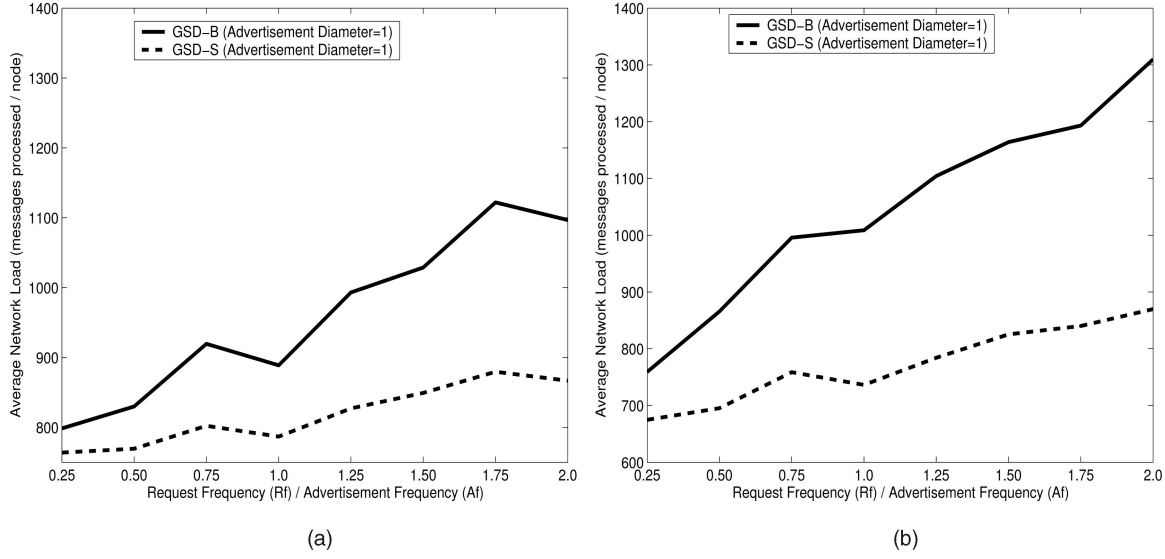 1400
1300
1200
1100
1000
900
800
Average Network Load (messages processed / node)
GSD-B (Advertisement Diameter=1)
GSD-S (Advertisement Diameter=1)
0.25 0.50 0.75 1.0 1.25 1.50 1.75 2.0
Request Frequency (Rf) / Advertisement Frequency (Af)
(a)
1400
1300
1200
1100
1000
900
800
700
600
Average Network Load (messages processed / node)
GSD-B (Advertisement Diameter=1)
GSD-S (Advertisement Diameter=1)
0.25 0.50 0.75 1.0 1.25 1.50 1.75 2.0
Request Frequency (Rf) / Advertisement Frequency (Af)
(b)